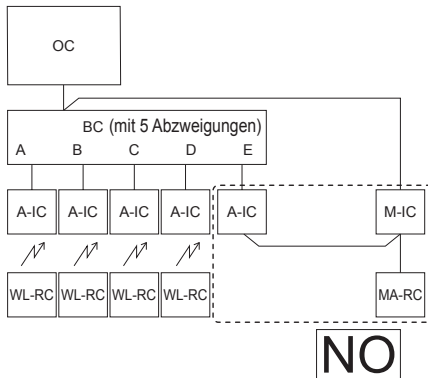 OC
BC (mit 5 Abzweigungen)
A B C D E
A-IC A-IC A-IC A-IC A-IC M-IC
WL-RC WL-RC WL-RC WL-RC MA-RC
NO